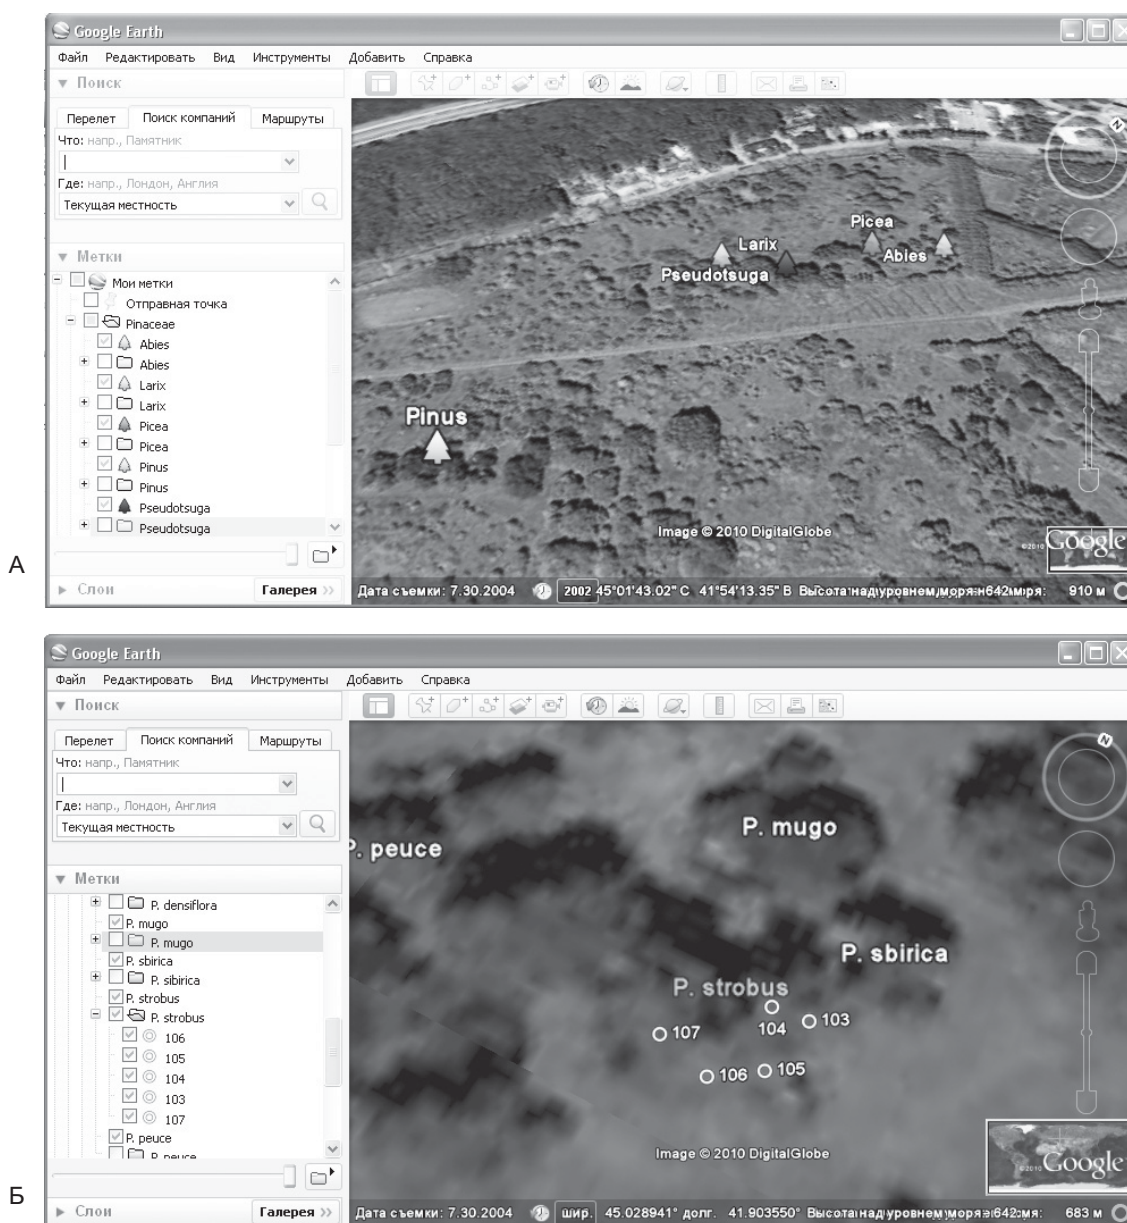 Google Earth
Файл Редактировать Вид Инструменты Добавить Справка
Поиск
Перелет Поиск компаний Маршруты
Что: напр., Памятник
Где: напр., Лондон, Англия
Текущая местность
Метки
Мои метки
Отправная точка
Pinaceae
Abies
Abies
Larix
Larix
Picea
Picea
Pinus
Pinus
Pseudotsuga
Pseudotsuga
Слои
Галерея
N
Picea
Larix
Abies
Pseudotsuga
Pinus
Image © 2010 DigitalGlobe
©2010 Google
Дата съемки: 7.30.2004 2002 45°01'43.02" С 41°54'13.35" В 910 м
А
Google Earth
Файл Редактировать Вид Инструменты Добавить Справка
Поиск
Перелет Поиск компаний Маршруты
Что: напр., Памятник
Где: напр., Лондон, Англия
Текущая местность
Метки
P. densiflora
P. mugo
P. mugo
P. sbirica
P. sibirica
P. strobus
P. strobus
106
105
104
103
107
P. peuce
P. peuce
Слои
Галерея
N
P. mugo
P. peuce
P. sbirica
P. strobus
103
104
107
105
106
Image © 2010 DigitalGlobe
©2010 Google
Дата съемки: 7.30.2004 шир. 45.028941° долг. 41.903550° 683 м
Б